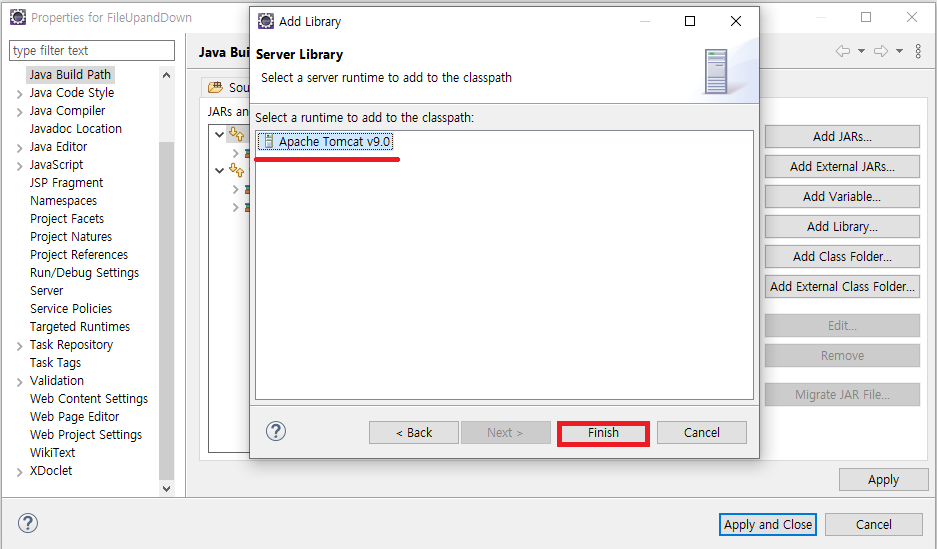 Properties for FileUpandDown
type filter text
Java Build Path
Java Code Style
Java Compiler
Javadoc Location
Java Editor
JavaScript
JSP Fragment
Namespaces
Project Facets
Project Natures
Project References
Run/Debug Settings
Server
Service Policies
Targeted Runtimes
Task Repository
Task Tags
Validation
Web Content Settings
Web Page Editor
Web Project Settings
WikiText
XDoclet
Java Bui
Sou
JARs an
Add Library
Server Library
Select a server runtime to add to the classpath
Select a runtime to add to the classpath:
Apache Tomcat v9.0
?
< Back
Next >
Finish
Cancel
Add JARs...
Add External JARs...
Add Variable...
Add Library...
Add Class Folder...
Add External Class Folder...
Edit...
Remove
Migrate JAR File...
Apply
?
Apply and Close
Cancel